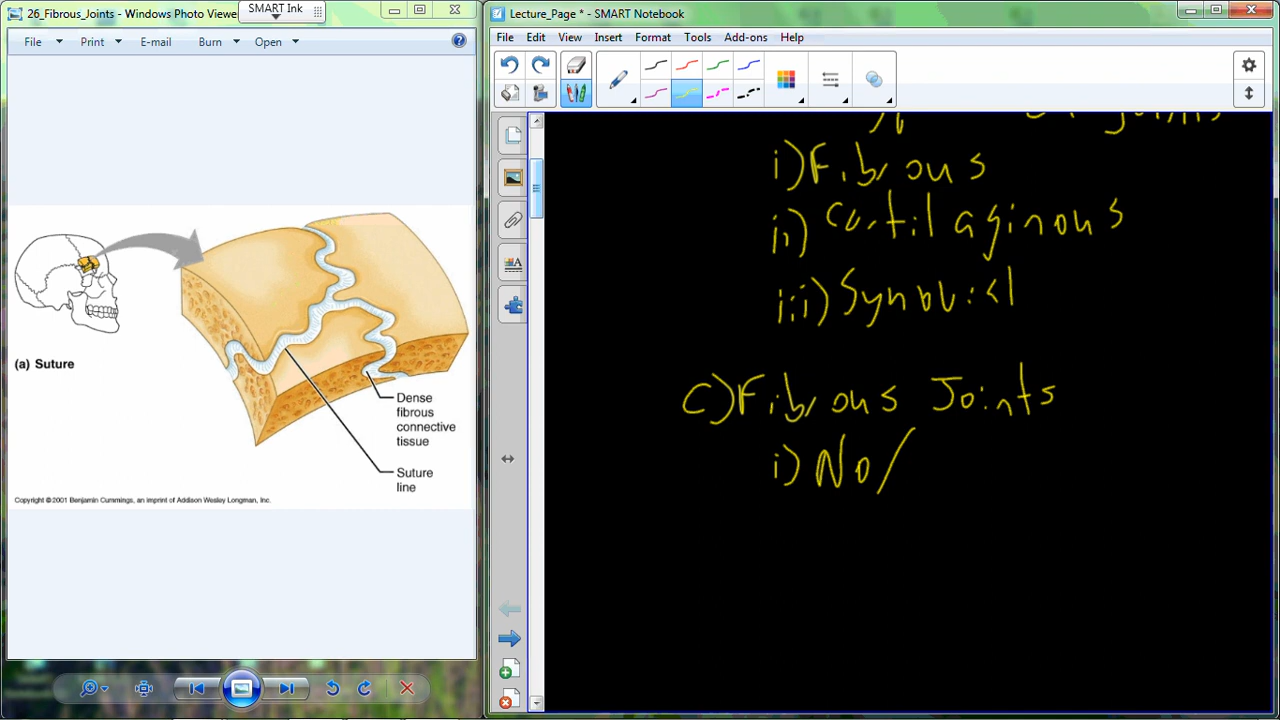 26_Fibrous_Joints - Windows Photo Viewe
SMART Ink
File Print E-mail Burn Open
(a) Suture
Dense
fibrous
connective
tissue
Suture
line
Copyright © 2001 Benjamin Cummings, an imprint of Addison Wesley Longman, Inc.
Lecture_Page * - SMART Notebook
File Edit View Insert Format Tools Add-ons Help
i) Fibrous
ii) Cartilaginous
iii)
C) Fibrous Joints
i) No/